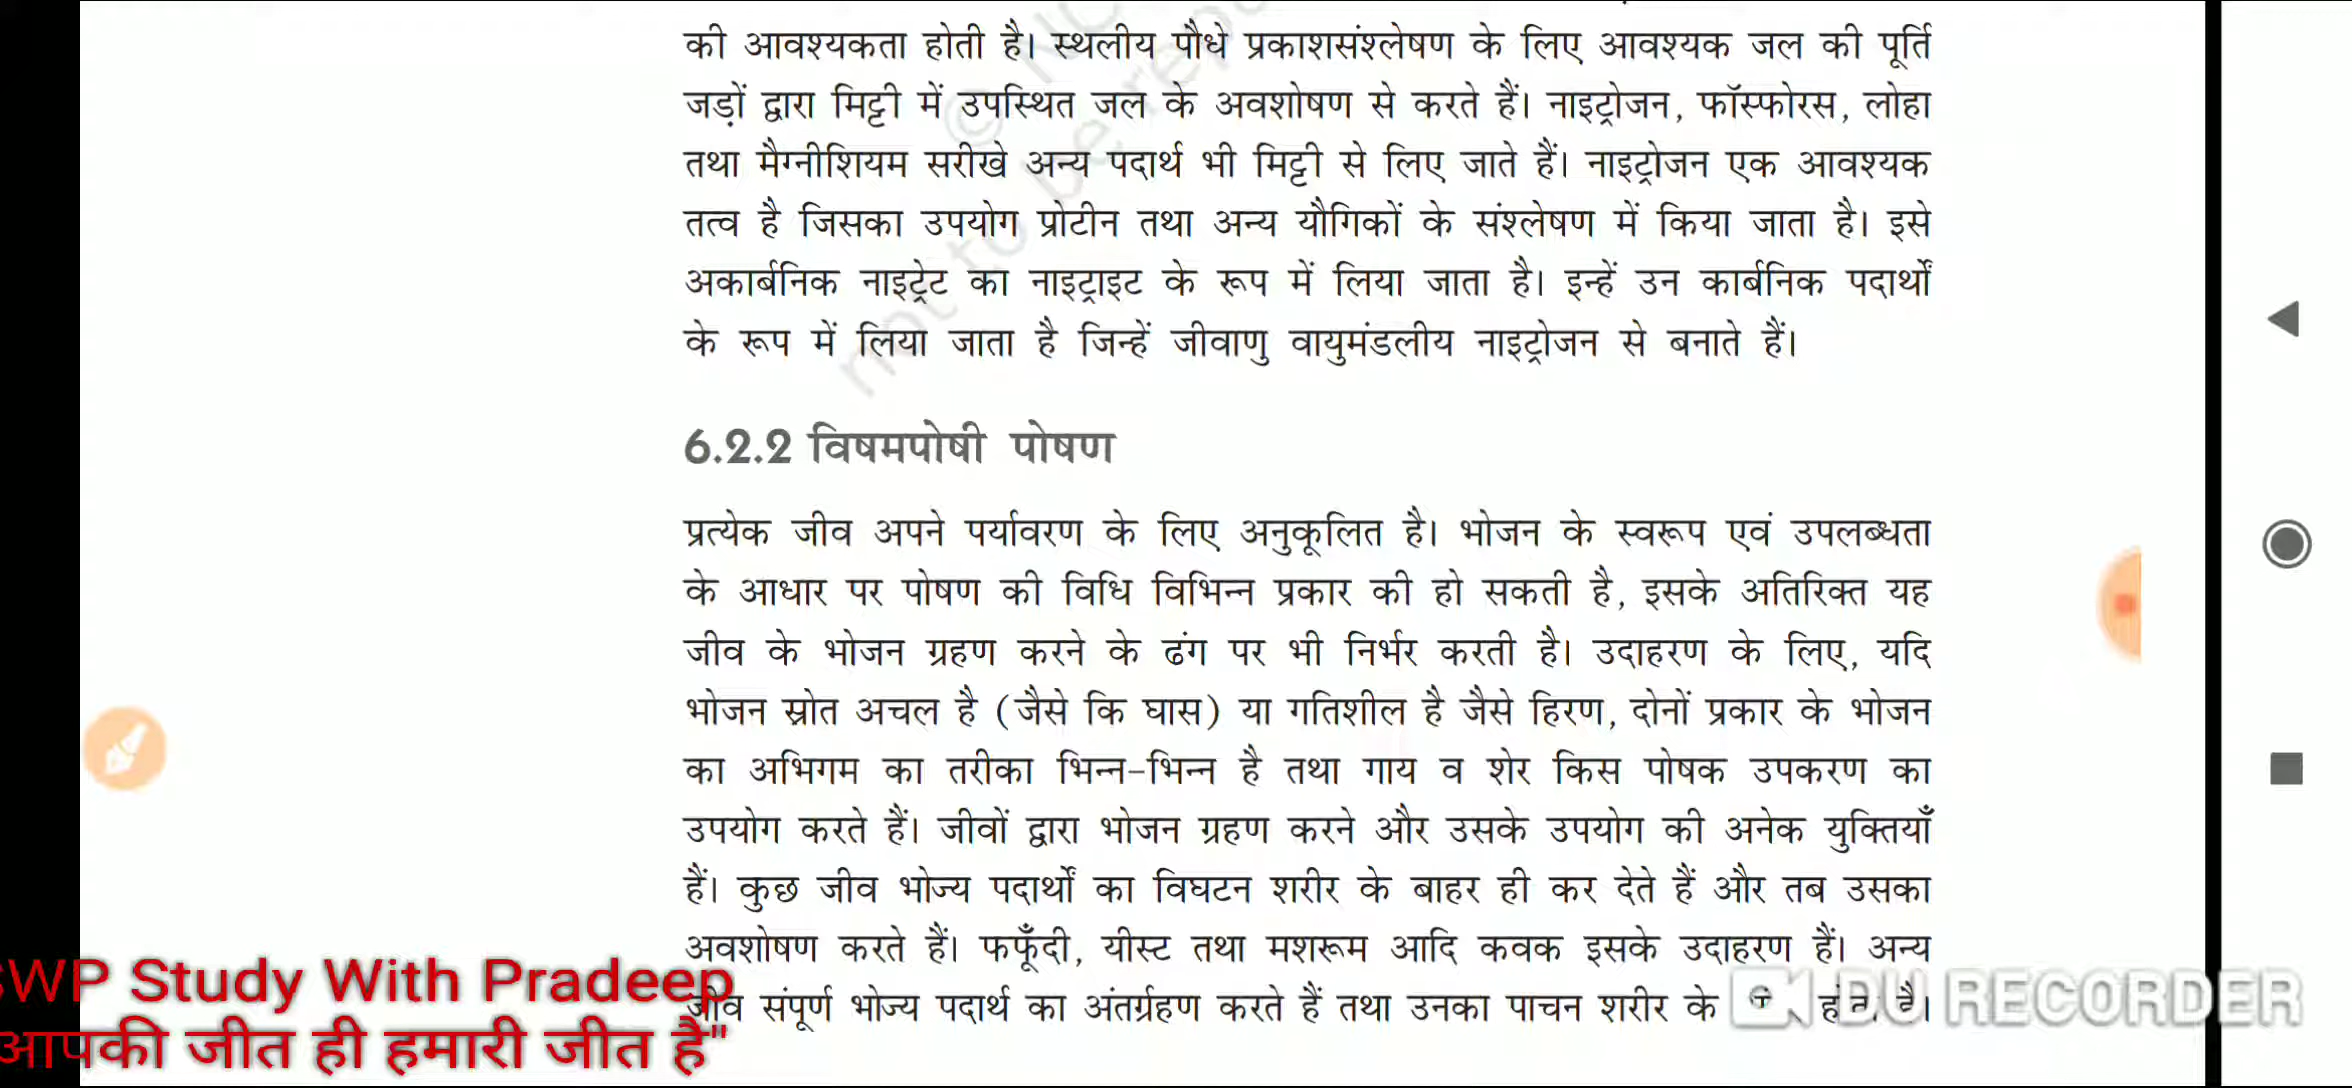 की आवश्यकता होती है। स्थलीय पौधे प्रकाशसंश्लेषण के लिए आवश्यक जल की पूर्ति
जड़ों द्वारा मिट्टी में उपस्थित जल के अवशोषण से करते हैं। नाइट्रोजन, फॉस्फोरस, लोहा
तथा मैग्नीशियम सरीखे अन्य पदार्थ भी मिट्टी से लिए जाते हैं। नाइट्रोजन एक आवश्यक
तत्व है जिसका उपयोग प्रोटीन तथा अन्य यौगिकों के संश्लेषण में किया जाता है। इसे
अकार्बनिक नाइट्रेट का नाइट्राइट के रूप में लिया जाता है। इन्हें उन कार्बनिक पदार्थों
के रूप में लिया जाता है जिन्हें जीवाणु वायुमंडलीय नाइट्रोजन से बनाते हैं।
not to be
6.2.2 विषमपोषी पोषण
प्रत्येक जीव अपने पर्यावरण के लिए अनुकूलित है। भोजन के स्वरूप एवं उपलब्धता
के आधार पर पोषण की विधि विभिन्न प्रकार की हो सकती है, इसके अतिरिक्त यह
जीव के भोजन ग्रहण करने के ढंग पर भी निर्भर करती है। उदाहरण के लिए, यदि
भोजन स्रोत अचल है (जैसे कि घास) या गतिशील है जैसे हिरण, दोनों प्रकार के भोजन
का अभिगम का तरीका भिन्न-भिन्न है तथा गाय व शेर किस पोषक उपकरण का
उपयोग करते हैं। जीवों द्वारा भोजन ग्रहण करने और उसके उपयोग की अनेक युक्तियाँ
हैं। कुछ जीव भोज्य पदार्थों का विघटन शरीर के बाहर ही कर देते हैं और तब उसका
अवशोषण करते हैं। फफूँदी, यीस्ट तथा मशरूम आदि कवक इसके उदाहरण हैं। अन्य
जीव संपूर्ण भोज्य पदार्थ का अंतर्ग्रहण करते हैं तथा उनका पाचन शरीर के
SWP Study With Pradeep
आपकी जीत ही हमारी जीत है"
DU RECORDER